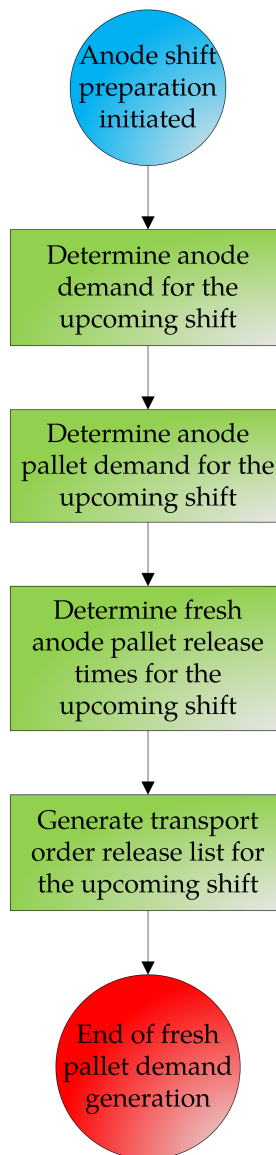 Anode shift
preparation
initiated
Determine anode
demand for the
upcoming shift
Determine anode
pallet demand for the
upcoming shift
Determine fresh
anode pallet release
times for the
upcoming shift
Generate transport
order release list for
the upcoming shift
End of fresh
pallet demand
generation